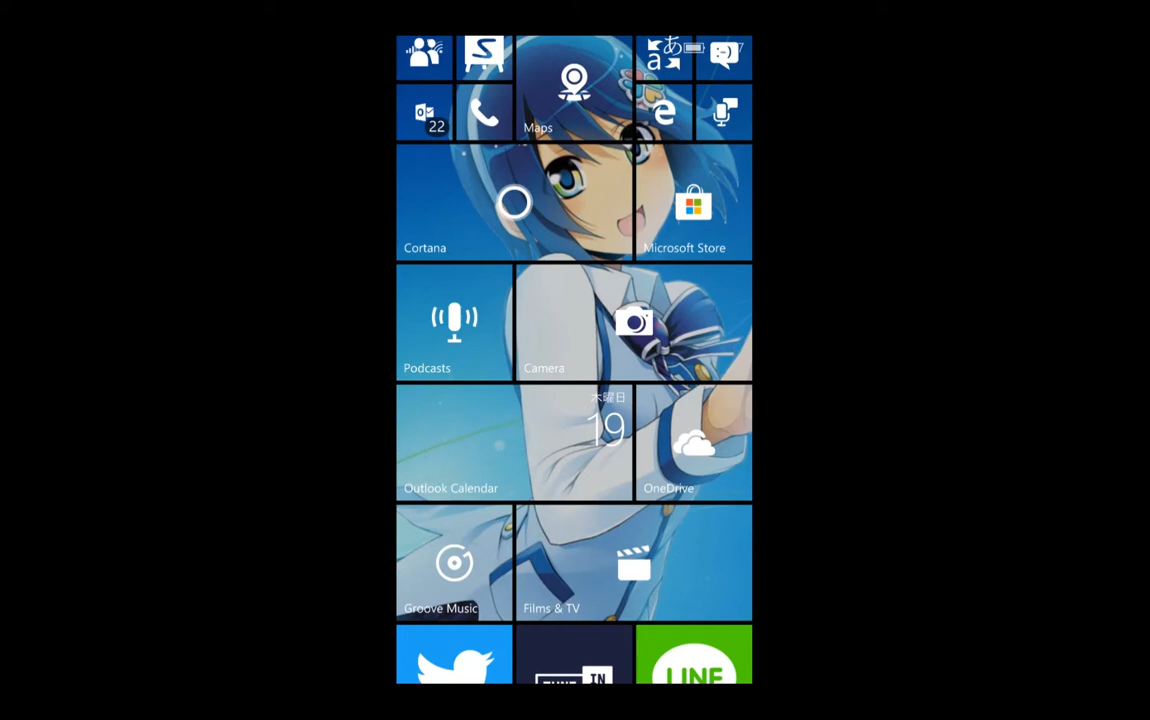 あ
a
22
Maps
Cortana
Microsoft Store
Podcasts
Camera
木曜日
19
Outlook Calendar
OneDrive
Groove Music
Films & TV
IN
LINE